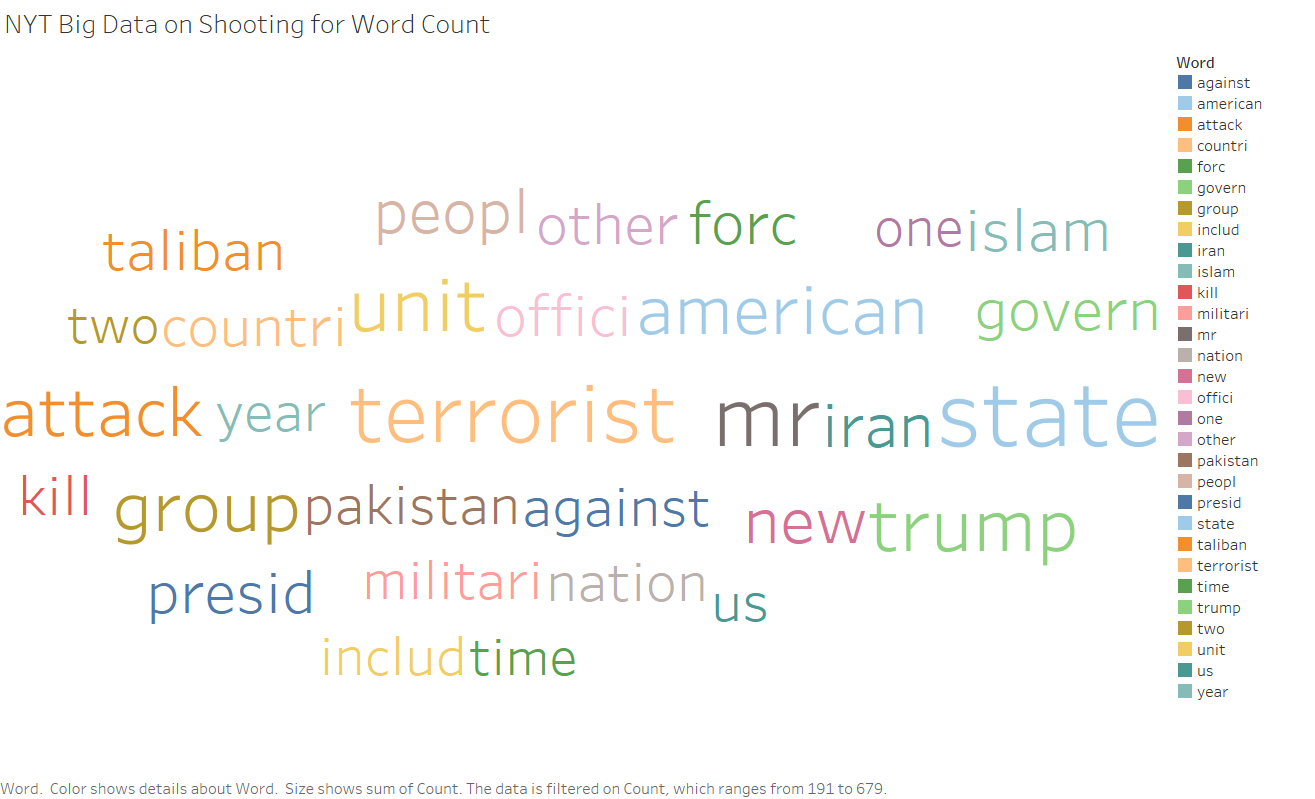 NYT Big Data on Shooting for Word Count
peopl other forc one islam
taliban
unit offici american govern
two countri
attack year terrorist mr iran state
kill group pakistan against new trump
presid militari nation us
includ time
Word
against
american
attack
countri
forc
govern
group
includ
iran
islam
kill
militari
mr
nation
new
offici
one
other
pakistan
peopl
presid
state
taliban
terrorist
time
trump
two
unit
us
year
Word. Color shows details about Word. Size shows sum of Count. The data is filtered on Count, which ranges from 191 to 679.